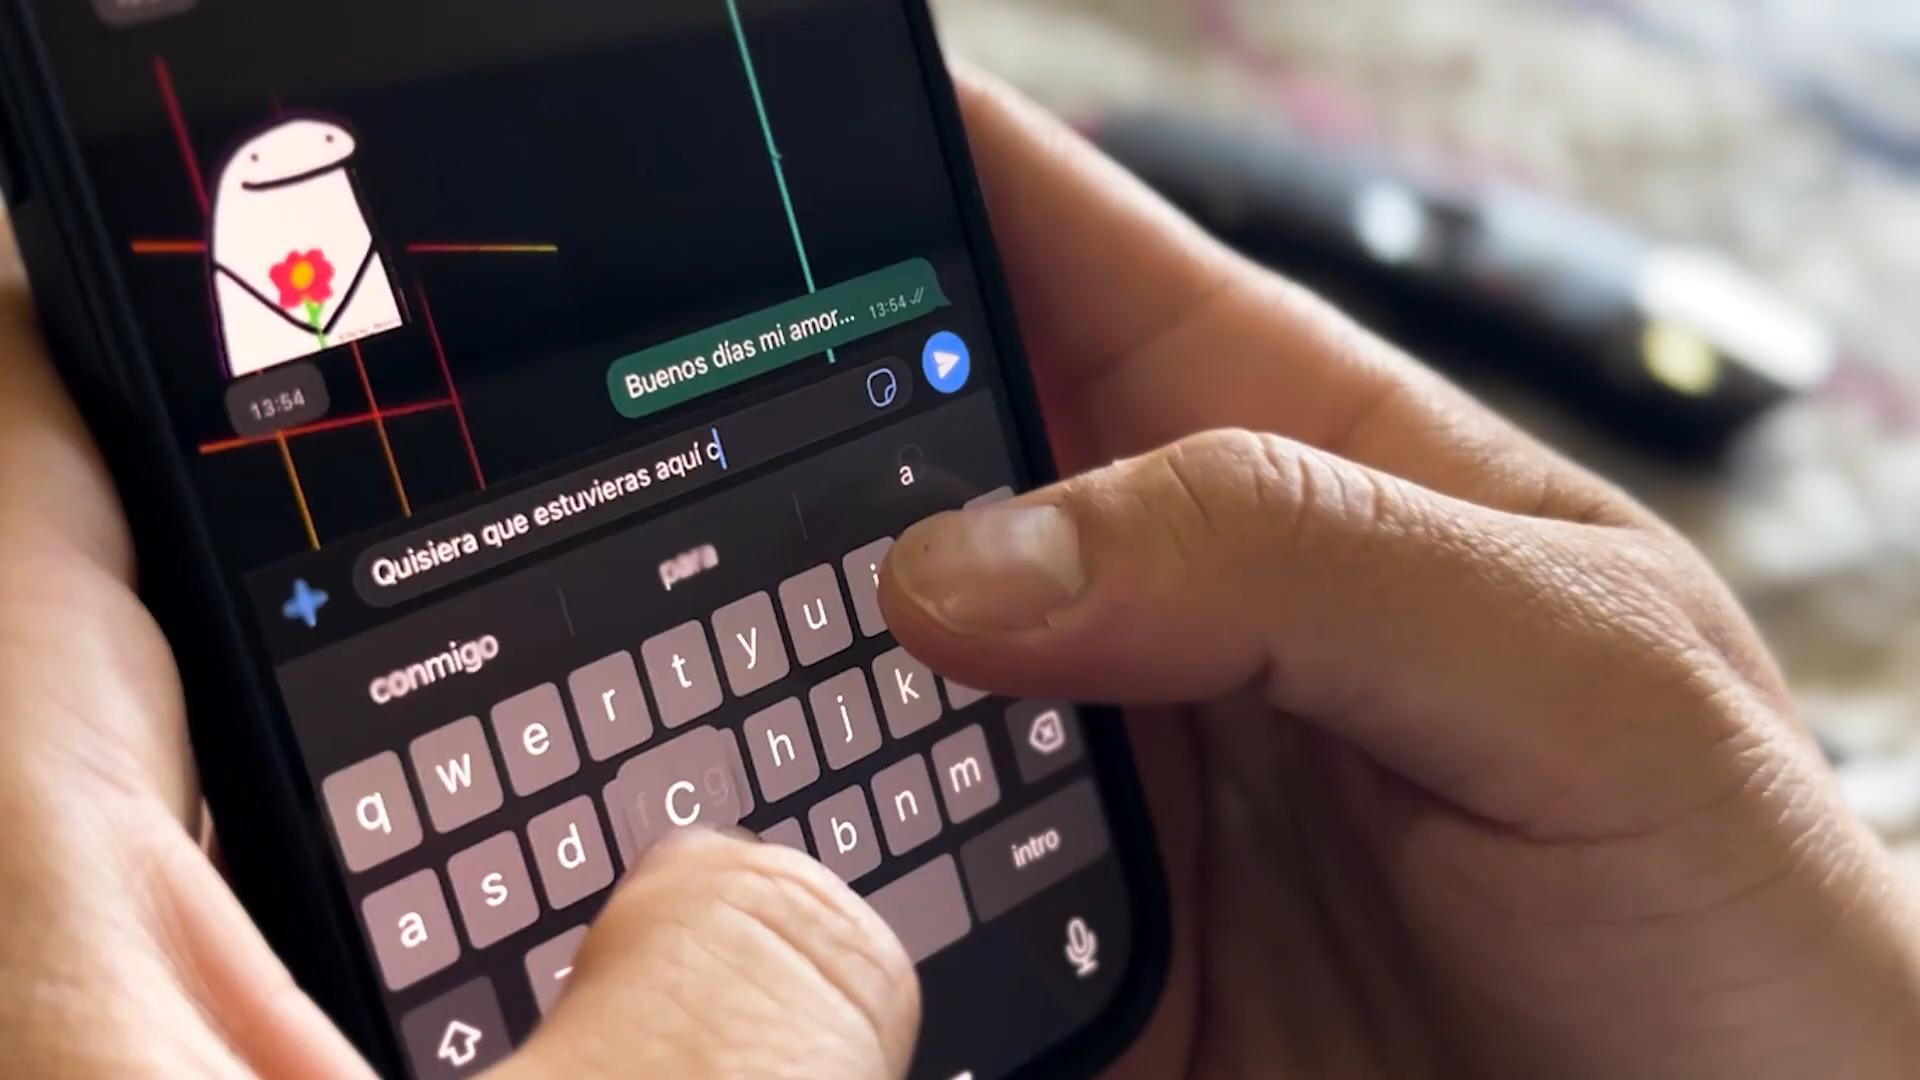 13:54
Buenos días mi amor... 13:54
Quisiera que estuvieras aquí c
conmigo para a
q w e r t y u i
a s d f C g h j k
b n m
intro